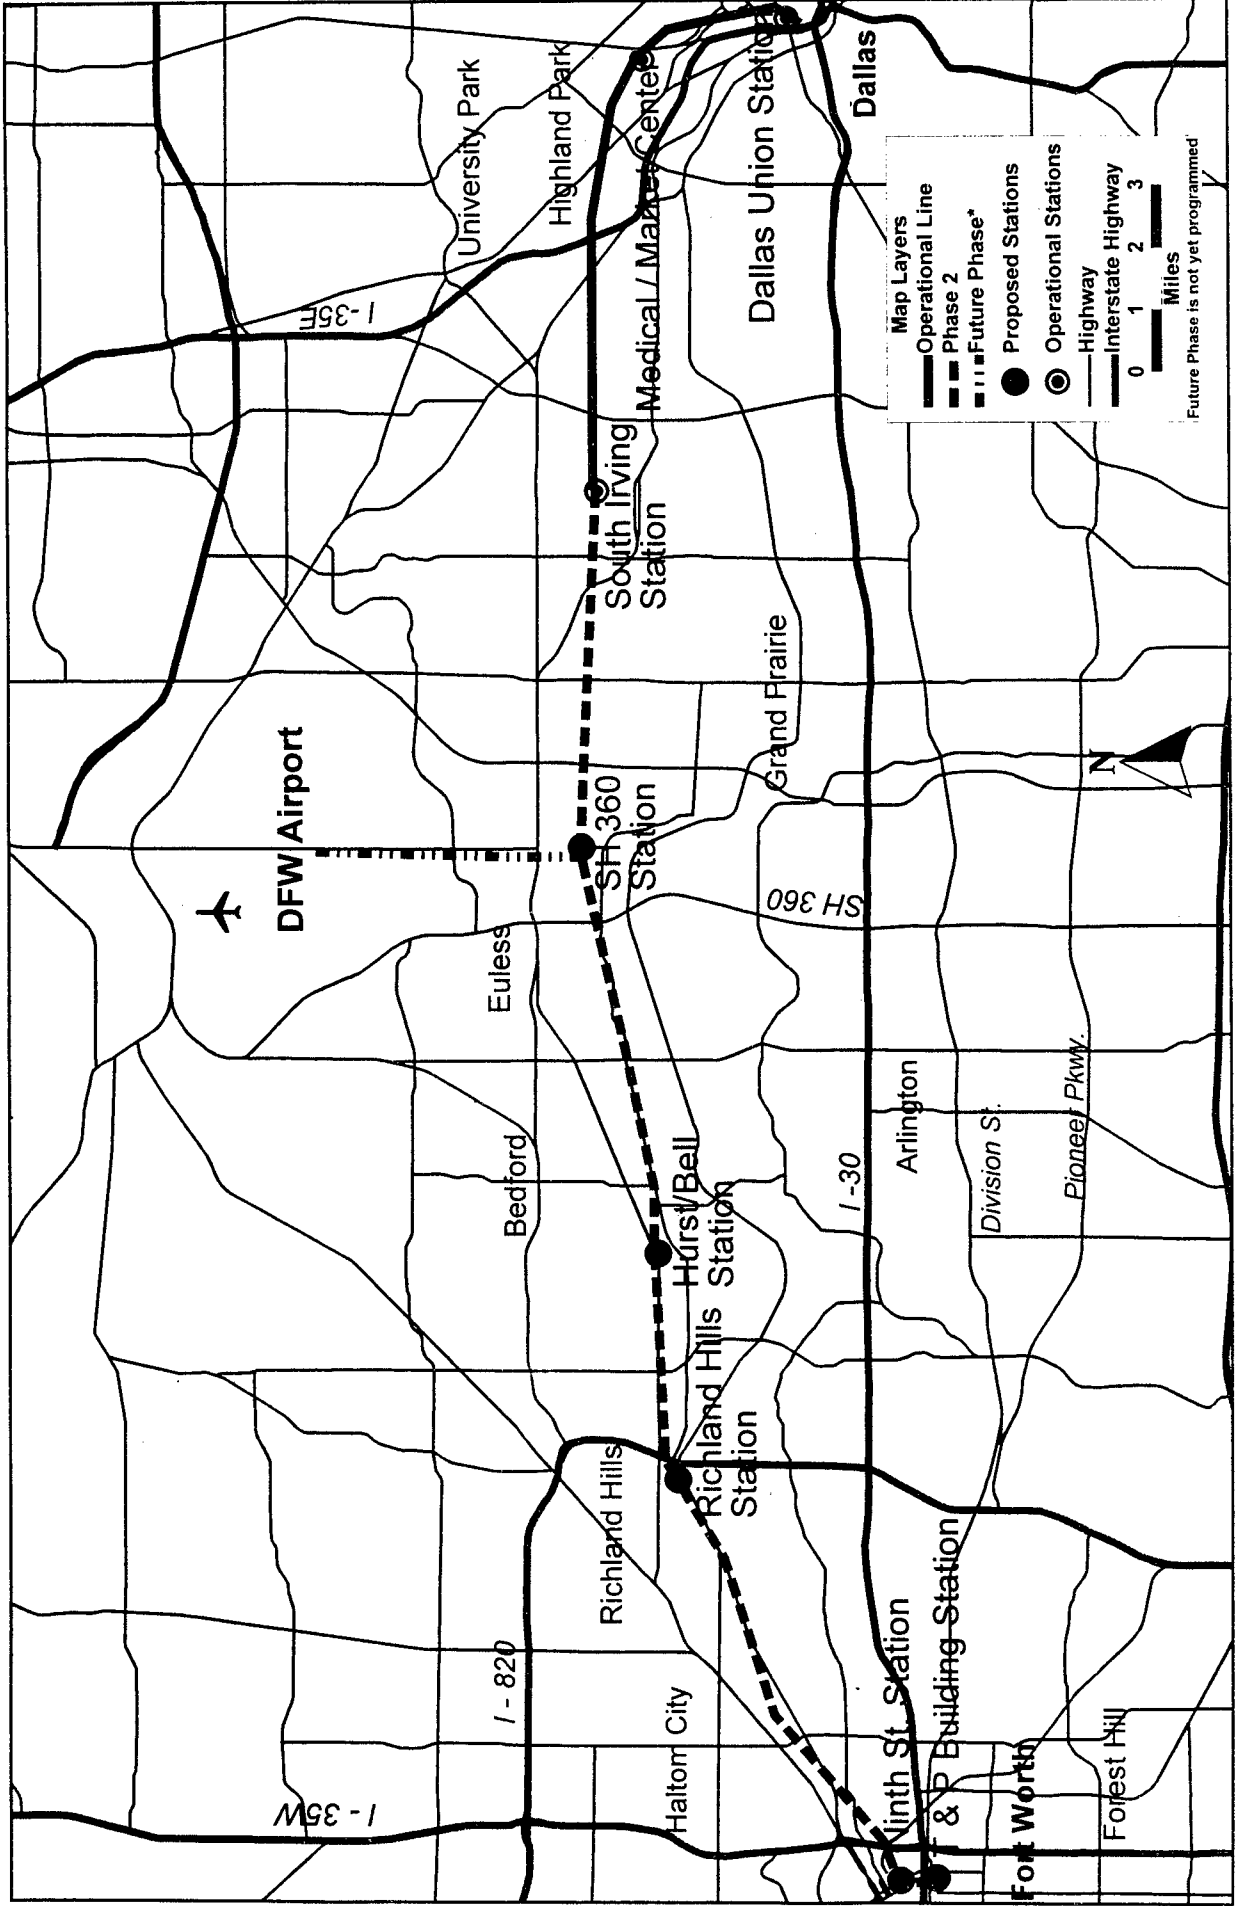 I - 35W
I - 820
Haltom City
Richland Hills
Bedford
Euless
DFW Airport
I -35E
University Park
Highland Park
Medical / Market Center
Dallas Union Station
Dallas
South Irving
Station
SH 360
Station
Hurst/Bell
Station
Richland Hills
Station
Grand Prairie
SH 360
I -30
Arlington
Division St.
Pioneer Pkwy.
St. Station
T & P Building Station
Fort Worth
Forest Hill
N
Map Layers
Operational Line
Phase 2
Future Phase*
Proposed Stations
Operational Stations
Highway
Interstate Highway
0 1 2 3
Miles
Future Phase is not yet programmed